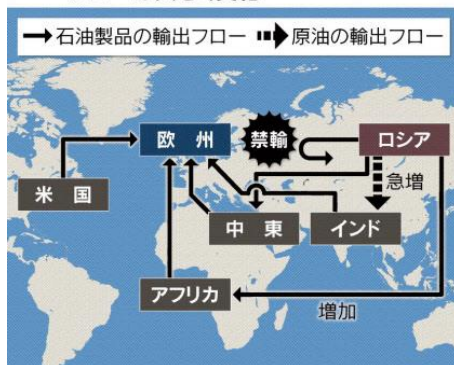 石油製品の輸出フロー 原油の輸出フロー
欧州 禁輸 ロシア
急増
米国
中東 インド
アフリカ
増加